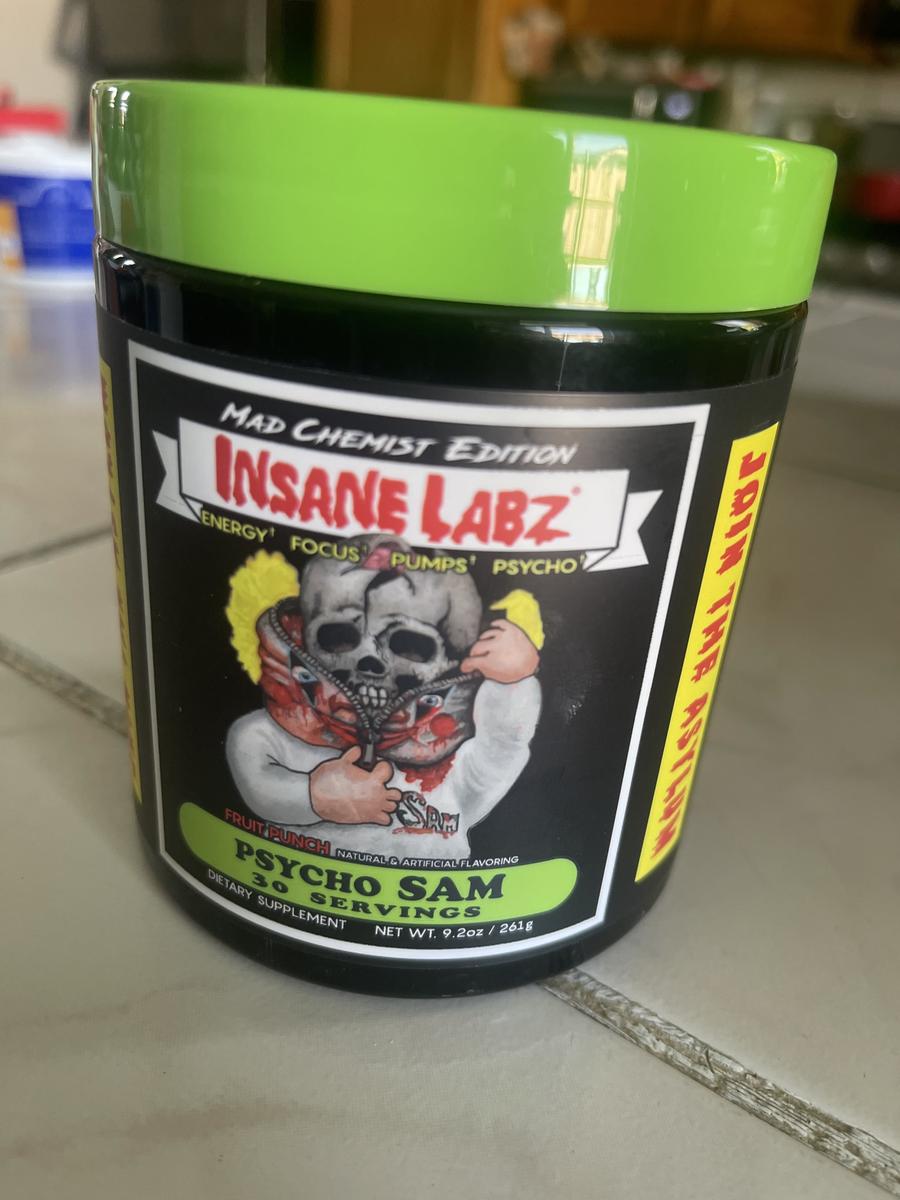 MAD CHEMIST EDITION
INSANE LABZ®
ENERGY† FOCUS† PUMPS† PSYCHO†
SAM
FRUIT PUNCH NATURAL & ARTIFICIAL FLAVORING
PSYCHO SAM
30 SERVINGS
DIETARY SUPPLEMENT NET WT. 9.2oz / 261g
JOIN THE ASYLUM